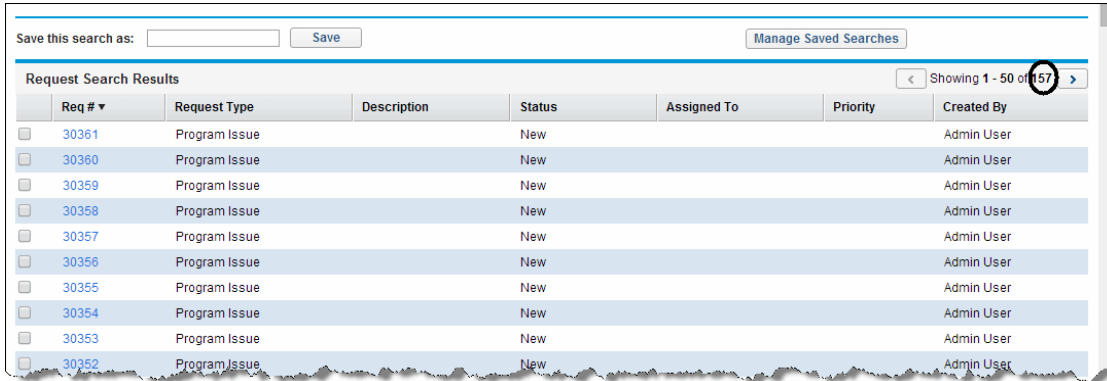 Save this search as: Save Manage Saved Searches
Request Search Results Showing 1 - 50 of 157
Req # Request Type Description Status Assigned To Priority Created By
30361 Program Issue New Admin User
30360 Program Issue New Admin User
30359 Program Issue New Admin User
30358 Program Issue New Admin User
30357 Program Issue New Admin User
30356 Program Issue New Admin User
30355 Program Issue New Admin User
30354 Program Issue New Admin User
30353 Program Issue New Admin User
30352 Program Issue New Admin User